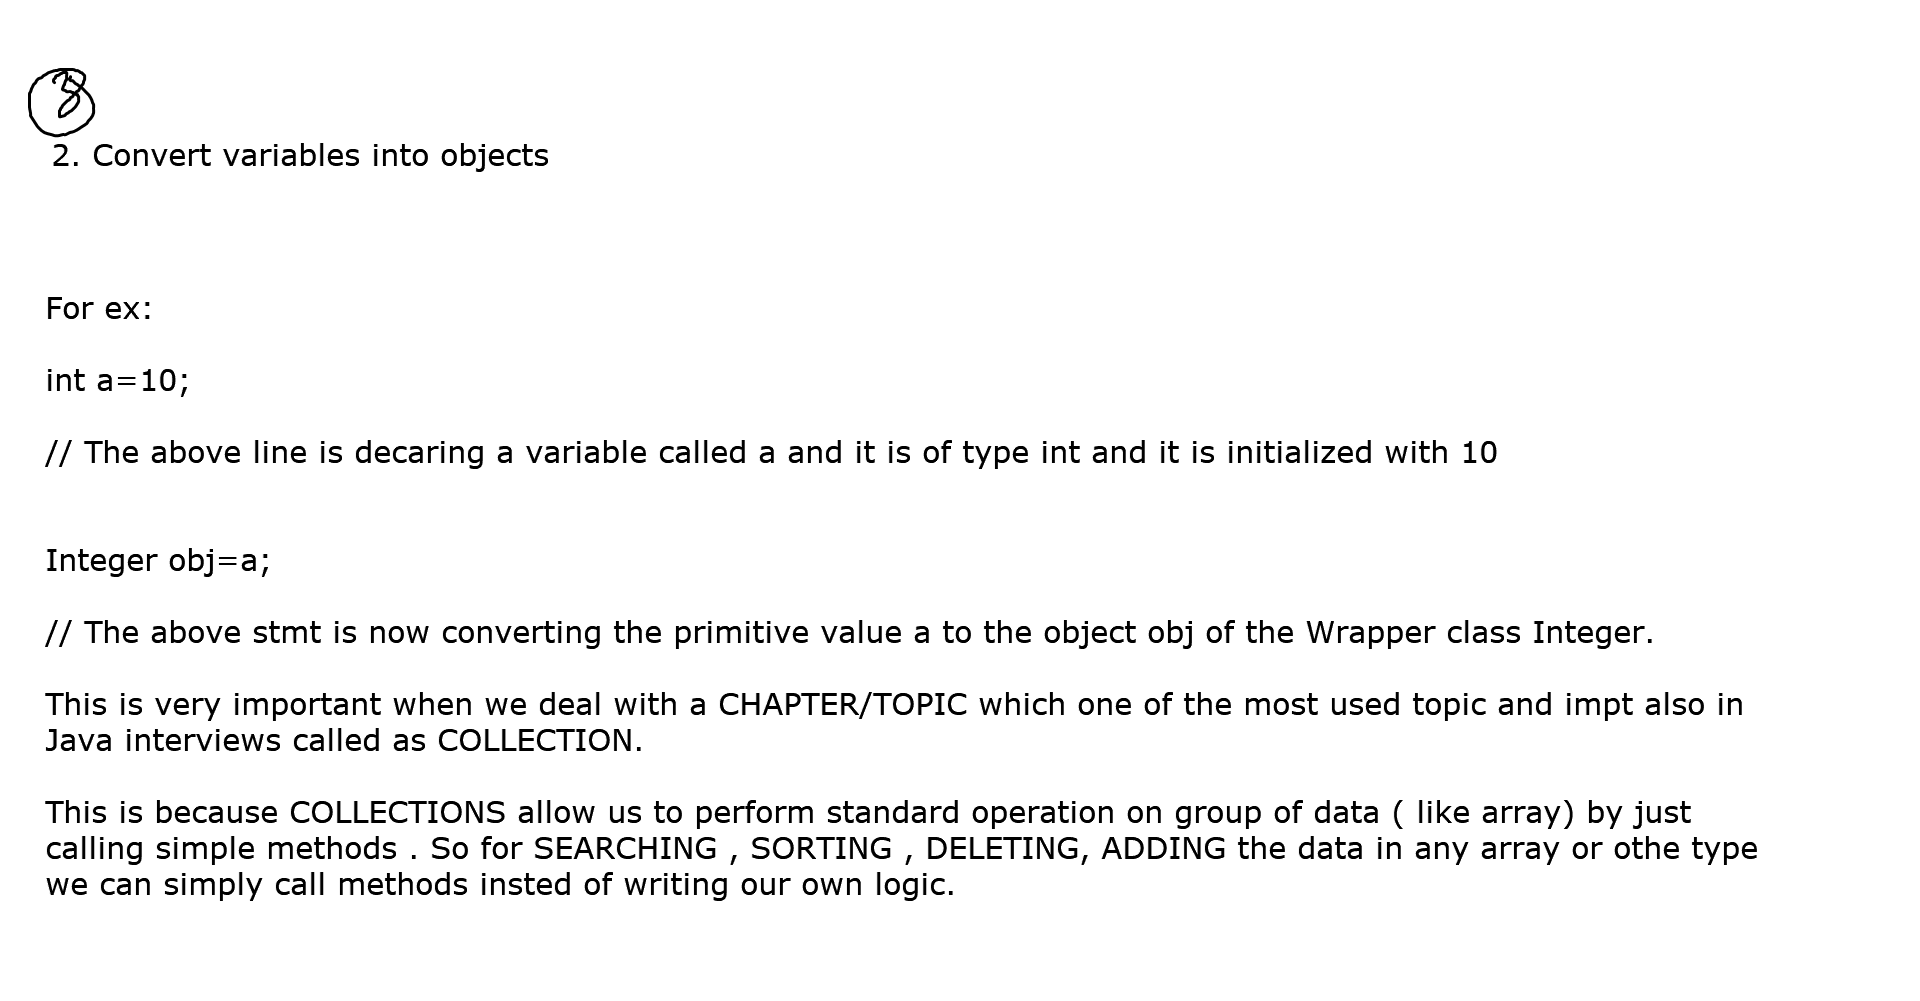 3
2. Convert variables into objects
For ex:
int a=10;
// The above line is decaring a variable called a and it is of type int and it is initialized with 10
Integer obj=a;
// The above stmt is now converting the primitive value a to the object obj of the Wrapper class Integer.
This is very important when we deal with a CHAPTER/TOPIC which one of the most used topic and impt also in
Java interviews called as COLLECTION.
This is because COLLECTIONS allow us to perform standard operation on group of data ( like array) by just
calling simple methods . So for SEARCHING , SORTING , DELETING, ADDING the data in any array or othe type
we can simply call methods insted of writing our own logic.